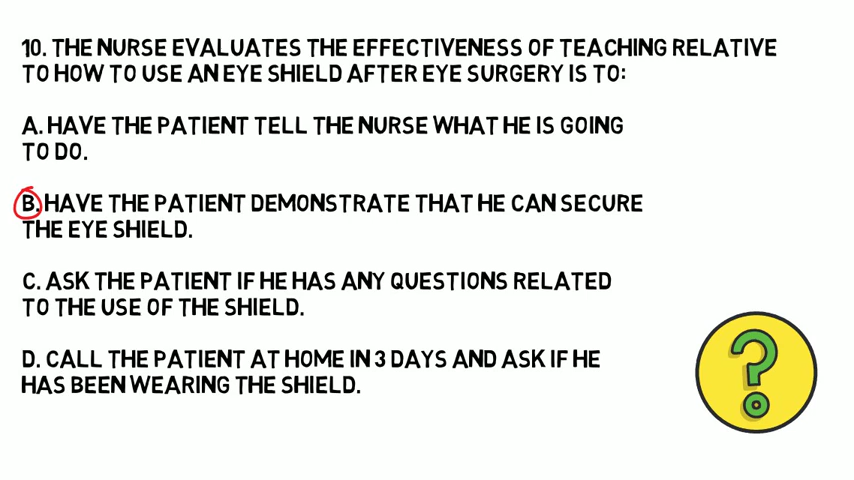 10. THE NURSE EVALUATES THE EFFECTIVENESS OF TEACHING RELATIVE
TO HOW TO USE AN EYE SHIELD AFTER EYE SURGERY IS TO:
A. HAVE THE PATIENT TELL THE NURSE WHAT HE IS GOING
TO DO.
B. HAVE THE PATIENT DEMONSTRATE THAT HE CAN SECURE
THE EYE SHIELD.
C. ASK THE PATIENT IF HE HAS ANY QUESTIONS RELATED
TO THE USE OF THE SHIELD.
D. CALL THE PATIENT AT HOME IN 3 DAYS AND ASK IF HE
HAS BEEN WEARING THE SHIELD.
?